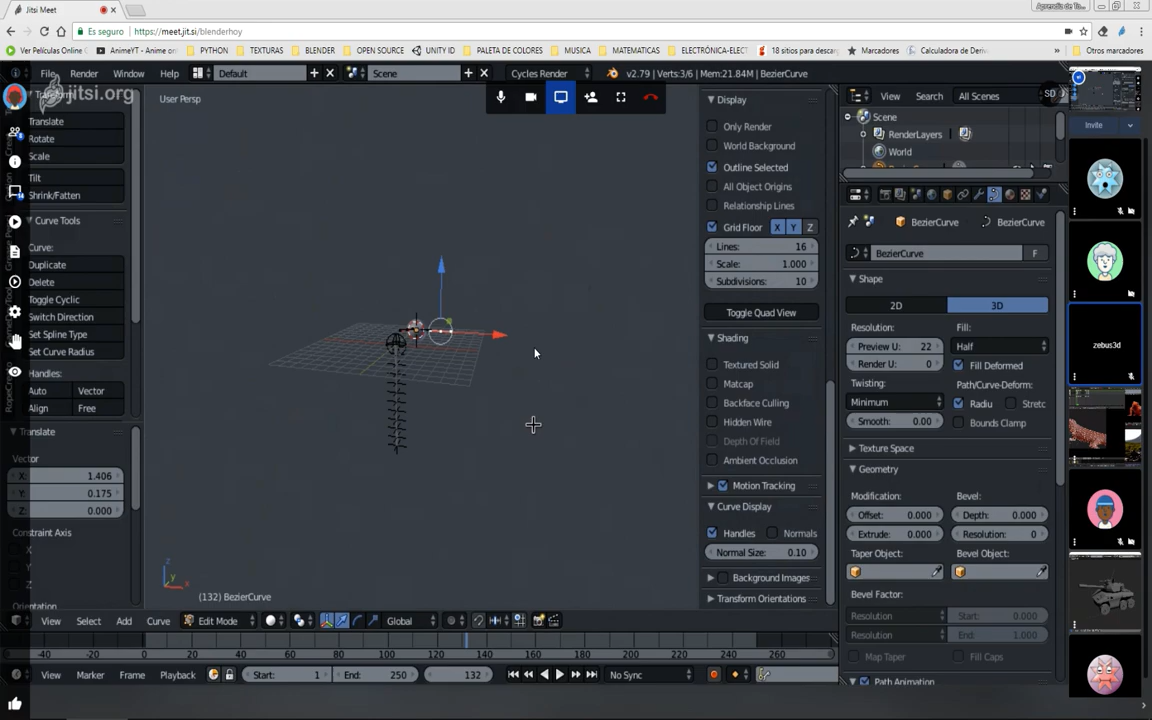 Jitsi Meet
Aprendiz de To...
Es seguro
https://meet.jit.si/blenderhoy
Ver Películas Online
AnimeYT - Anime on
PYTHON
TEXTURAS
BLENDER
OPEN SOURCE
UNITY ID
PALETA DE COLORES
MUSICA
MATEMATICAS
ELECTRÓNICA-ELECT
18 sitios para descar
Marcadores
Calculadora de Deri
Otros marcadores
File
Render
Window
Help
Default
Scene
Cycles Render
v2.79 | Verts:3/6 | Mem:21.84M | BezierCurve
jitsi.org
Translate
Rotate
Scale
Tilt
Shrink/Fatten
Curve Tools
Curve:
Duplicate
Delete
Toggle Cyclic
Switch Direction
Set Spline Type
Set Curve Radius
Handles:
Auto
Vector
Align
Free
Translate
Vector
X: 1.406
Y: 0.175
Z: 0.000
Constraint Axis
X
Y
Z
Orientation
User Persp
(132) BezierCurve
Display
Only Render
World Background
Outline Selected
All Object Origins
Relationship Lines
Grid Floor
X
Y
Z
Lines: 16
Scale: 1.000
Subdivisions: 10
Toggle Quad View
Shading
Textured Solid
Matcap
Backface Culling
Hidden Wire
Depth Of Field
Ambient Occlusion
Motion Tracking
Curve Display
Handles
Normals
Normal Size: 0.10
Background Images
Transform Orientations
View
Search
All Scenes
SD
Scene
RenderLayers
World
BezierCurve
BezierCurve
BezierCurve
F
Shape
2D
3D
Resolution:
Fill:
Preview U: 22
Half
Render U: 0
Fill Deformed
Twisting:
Path/Curve-Deform:
Minimum
Radiu
Stretc
Smooth: 0.00
Bounds Clamp
Texture Space
Geometry
Modification:
Bevel:
Offset: 0.000
Depth: 0.000
Extrude: 0.000
Resolution: 0
Taper Object:
Bevel Object:
Bevel Factor:
Resolution
Start: 0.000
Resolution
End: 1.000
Map Taper
Fill Caps
Path Animation
Invite
zebus3d
View
Select
Add
Curve
Edit Mode
Global
-40
-20
0
20
40
60
80
100
120
140
160
180
200
220
240
260
View
Marker
Frame
Playback
Start: 1
End: 250
132
No Sync